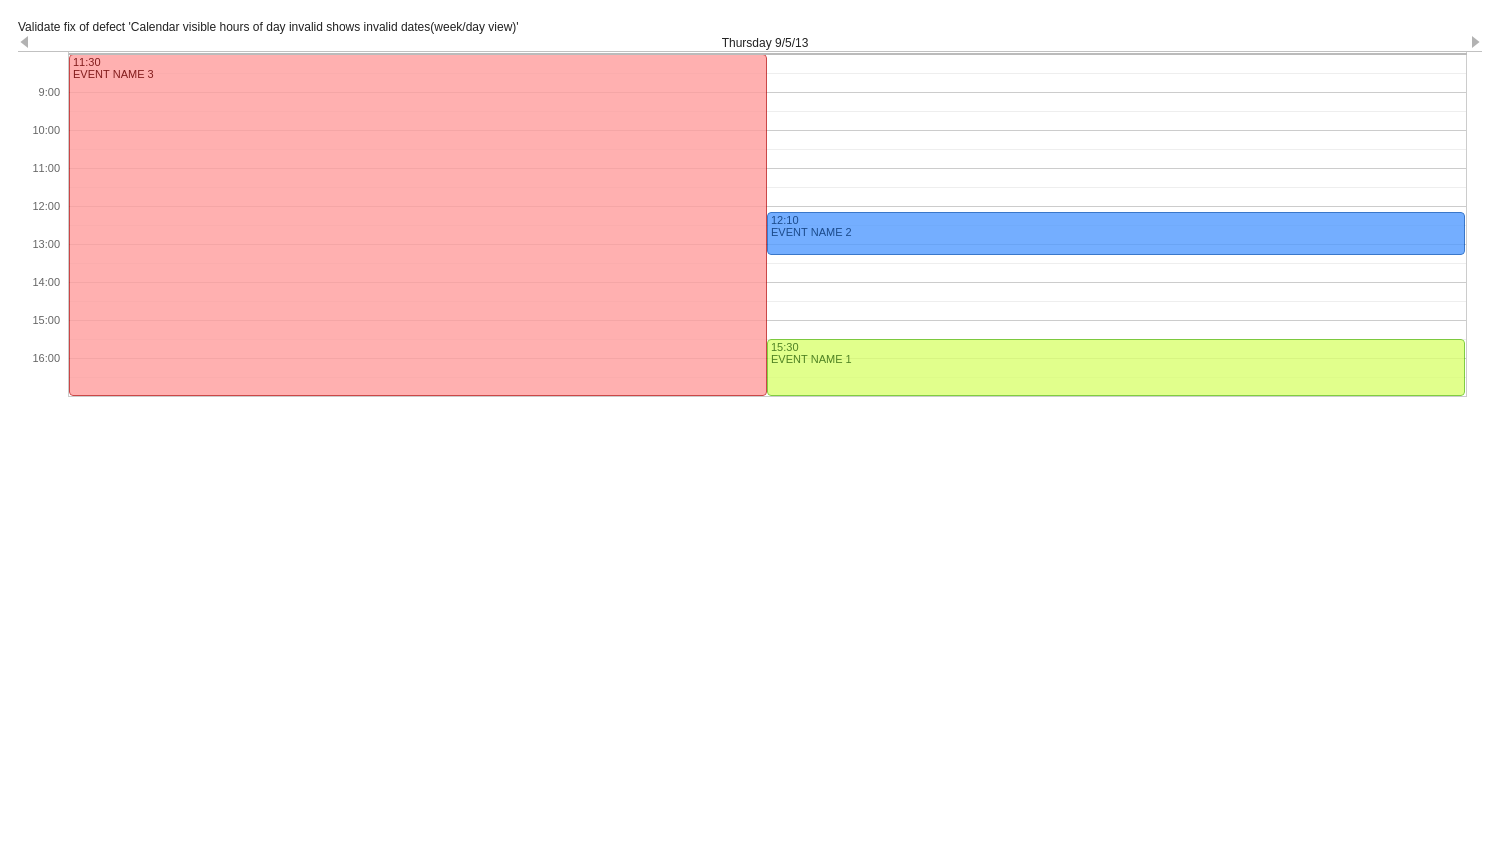 Validate fix of defect 'Calendar visible hours of day invalid shows invalid dates(week/day view)'
Thursday 9/5/13
11:30
EVENT NAME 3
9:00
10:00
11:00
12:00
12:10
EVENT NAME 2
13:00
14:00
15:00
15:30
EVENT NAME 1
16:00